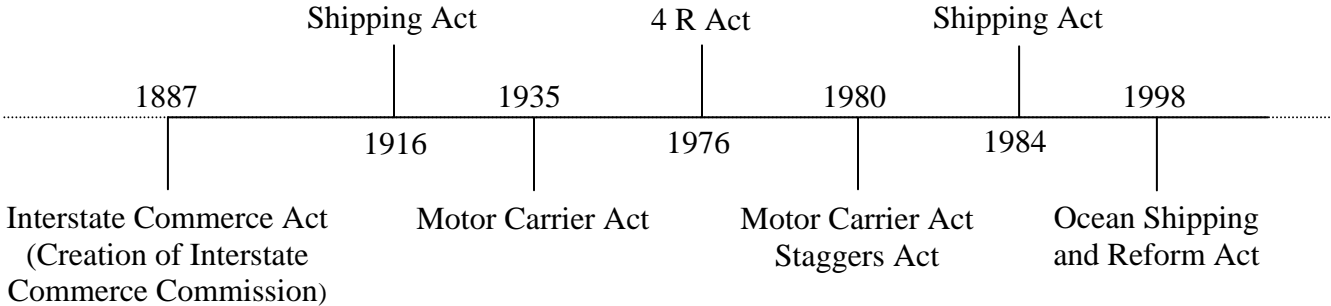 Shipping Act
4 R Act
Shipping Act
1887
1935
1980
1998
1916
1976
1984
Interstate Commerce Act
(Creation of Interstate
Commerce Commission)
Motor Carrier Act
Motor Carrier Act
Staggers Act
Ocean Shipping
and Reform Act